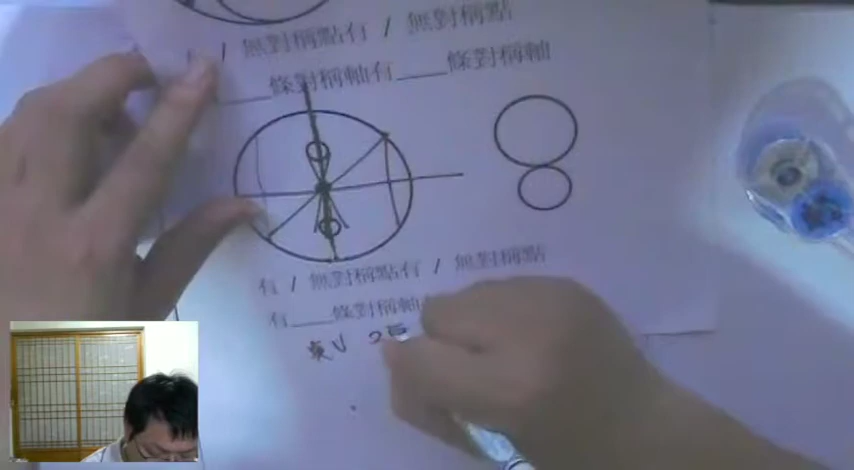 / 無對稱點有 / 無對稱點
____條對稱軸有____條對稱軸
有 / 無對稱點有 / 無對稱點
有____條對稱軸